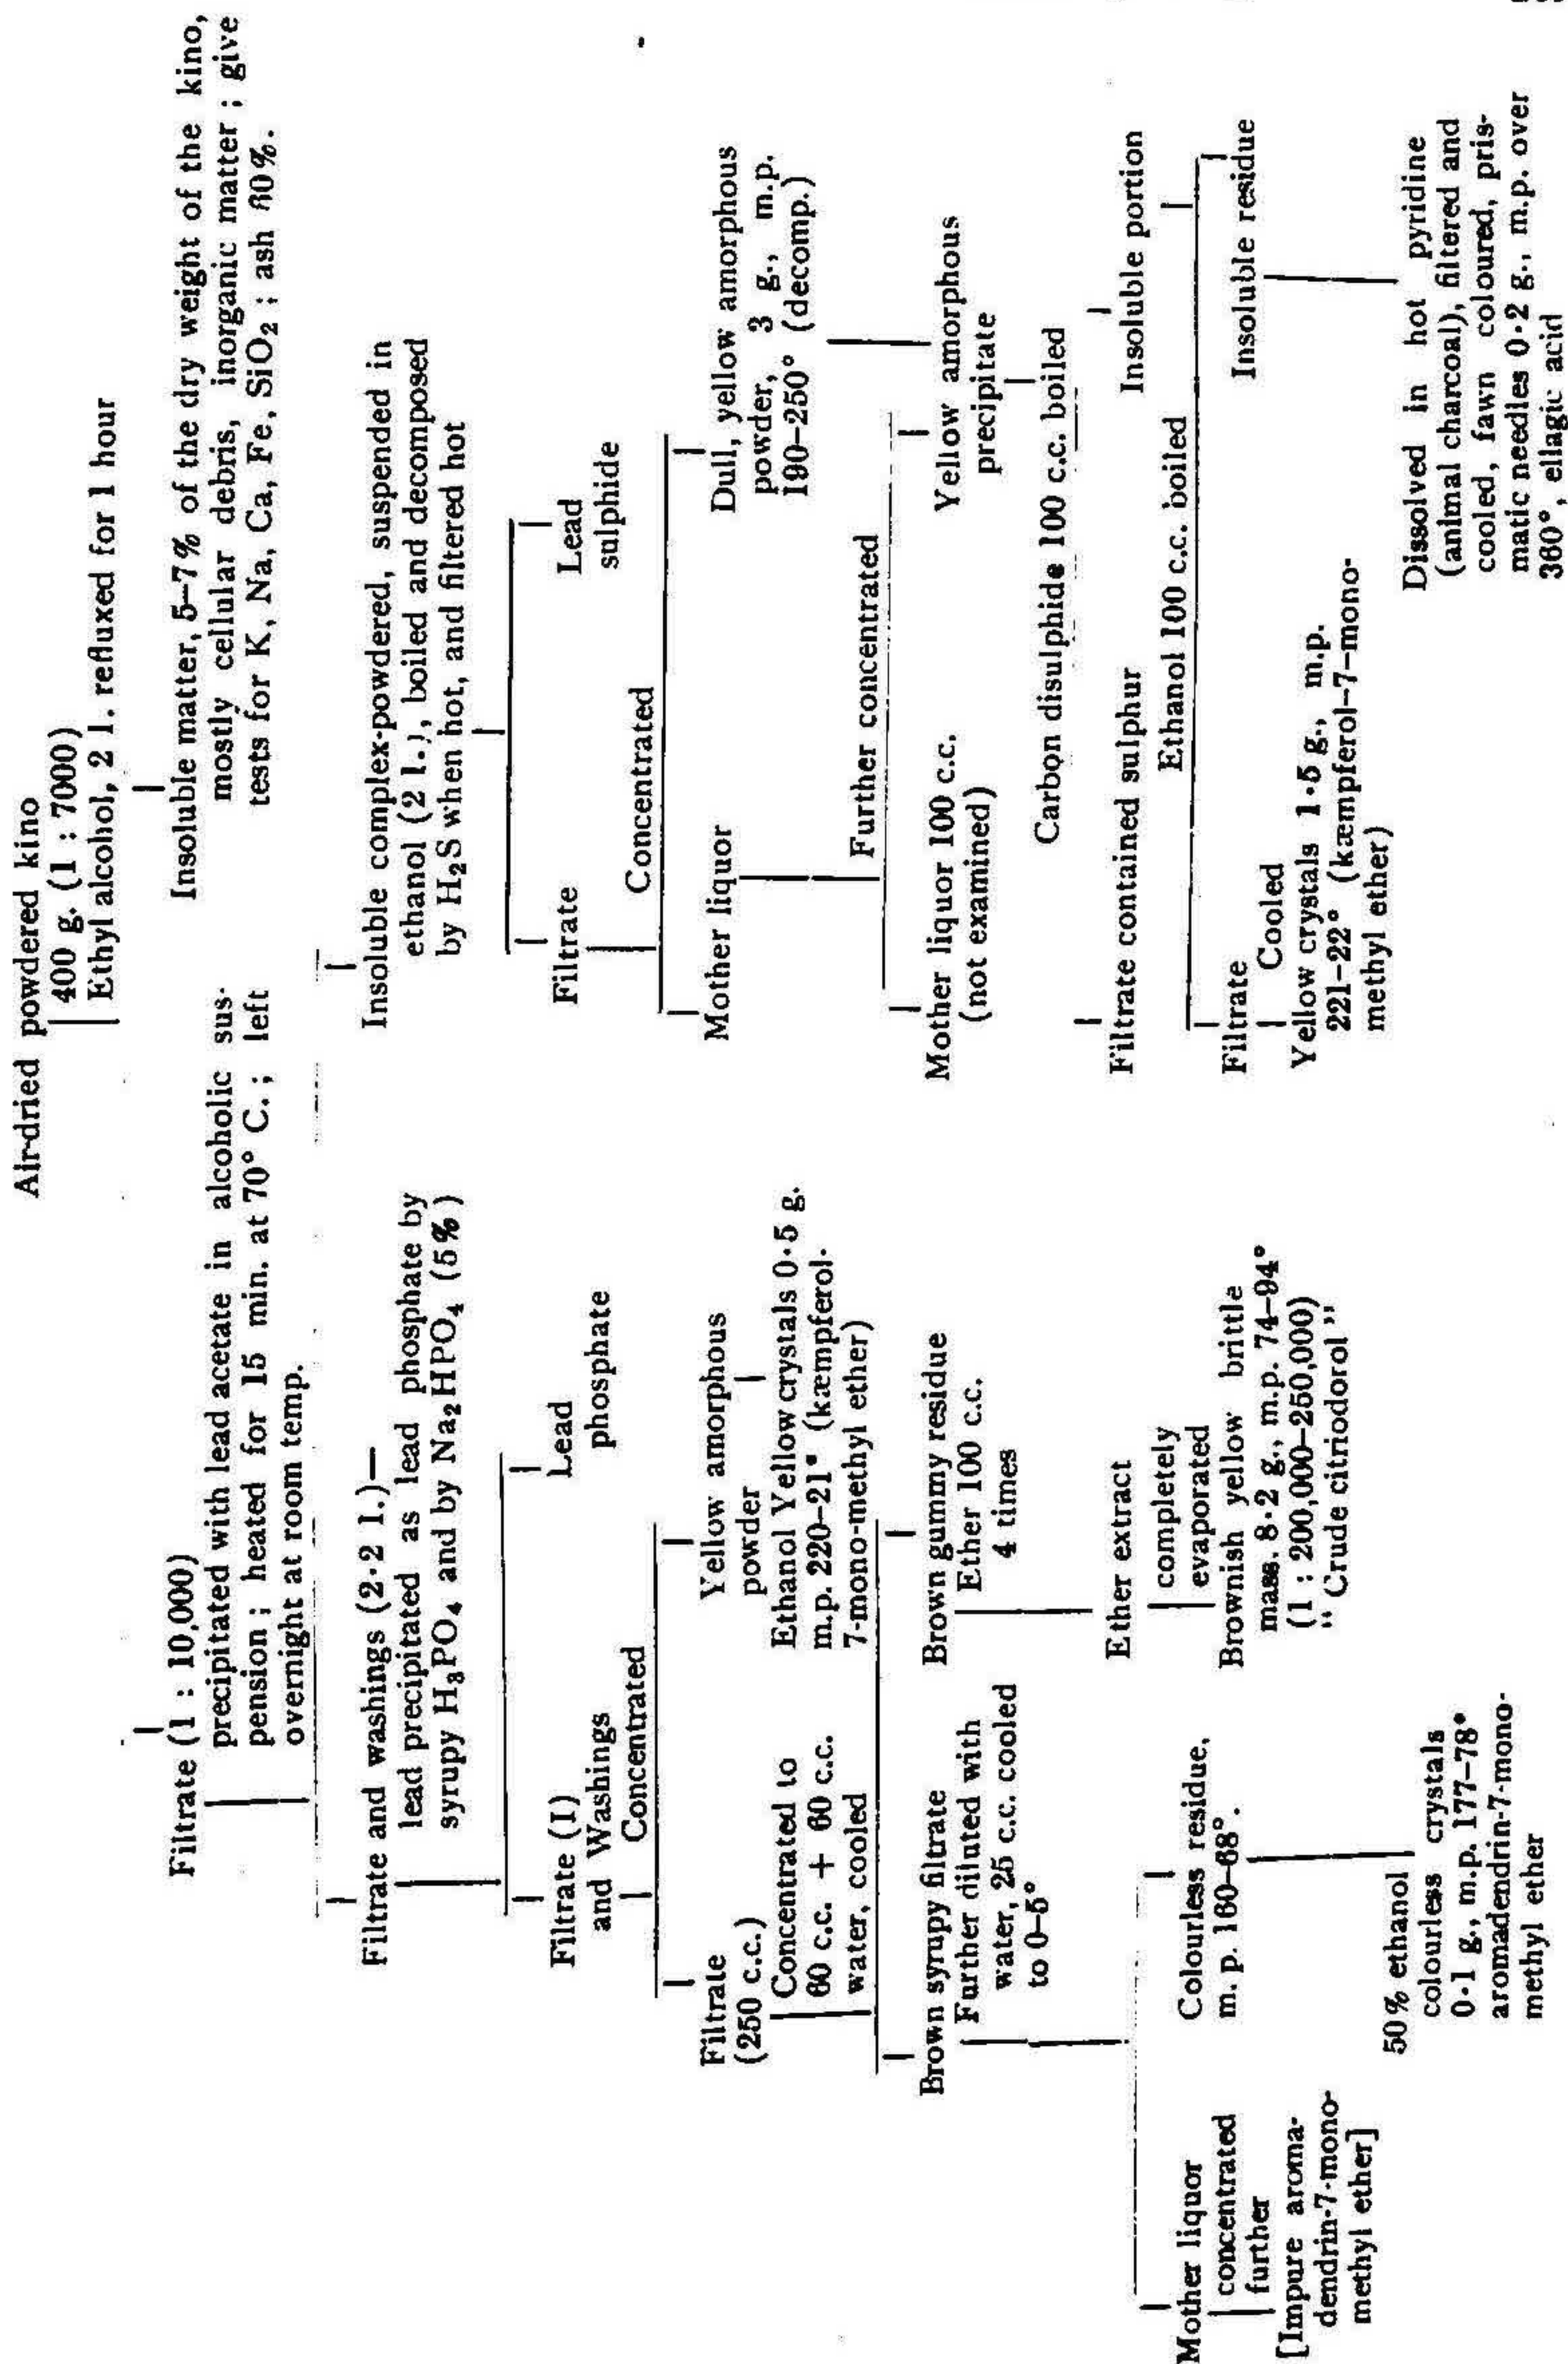 Air-dried powdered kino
400 g. (1 : 7000)
Ethyl alcohol, 2 l. refluxed for 1 hour
Filtrate (1 : 10,000)
precipitated with lead acetate in alcoholic sus-
pension ; heated for 15 min. at 70° C. ; left
overnight at room temp.
Insoluble matter, 5–7% of the dry weight of the kino,
mostly cellular debris, inorganic matter ; give
tests for K, Na, Ca, Fe, SiO₂ ; ash 80%.
Filtrate and washings (2·2 l.)—
lead precipitated as lead phosphate by
syrupy H₃PO₄ and by Na₂HPO₄ (5%)
Insoluble complex-powdered, suspended in
ethanol (2 l.), boiled and decomposed
by H₂S when hot, and filtered hot
Filtrate (I)
and Washings
Concentrated
Lead
phosphate
Filtrate
Concentrated
Lead
sulphide
Filtrate
(250 c.c.)
Concentrated to
60 c.c. + 60 c.c.
water, cooled
Yellow amorphous
powder
Ethanol Yellow crystals 0·5 g.
m.p. 220–21° (kæmpferol-
7-mono-methyl ether)
Mother liquor
Further concentrated
Dull, yellow amorphous
powder, 3 g., m.p.
190–250° (decomp.)
Brown syrupy filtrate
Further diluted with
water, 25 c.c. cooled
to 0–5°
Brown gummy residue
Ether 100 c.c.
4 times
Mother liquor 100 c.c.
(not examined)
Yellow amorphous
precipitate
Carbon disulphide 100 c.c. boiled
Ether extract
completely
evaporated
Brownish yellow brittle
mass. 8·2 g., m.p. 74–94°
(1 : 200,000–250,000)
“ Crude citriodorol ”
Filtrate contained sulphur
Insoluble portion
Ethanol 100 c.c. boiled
Mother liquor
concentrated
further
[Impure aroma-
dendrin-7-mono-
methyl ether]
Colourless residue,
m. p. 160–68°.
50% ethanol
colourless crystals
0·1 g., m.p. 177–78°
aromadendrin-7-mono-
methyl ether
Filtrate
Cooled
Yellow crystals 1·5 g., m.p.
221–22° (kæmpferol–7–mono-
methyl ether)
Insoluble residue
Dissolved in hot pyridine
(animal charcoal), filtered and
cooled, fawn coloured, pris-
matic needles 0·2 g., m.p. over
360°, ellagic acid